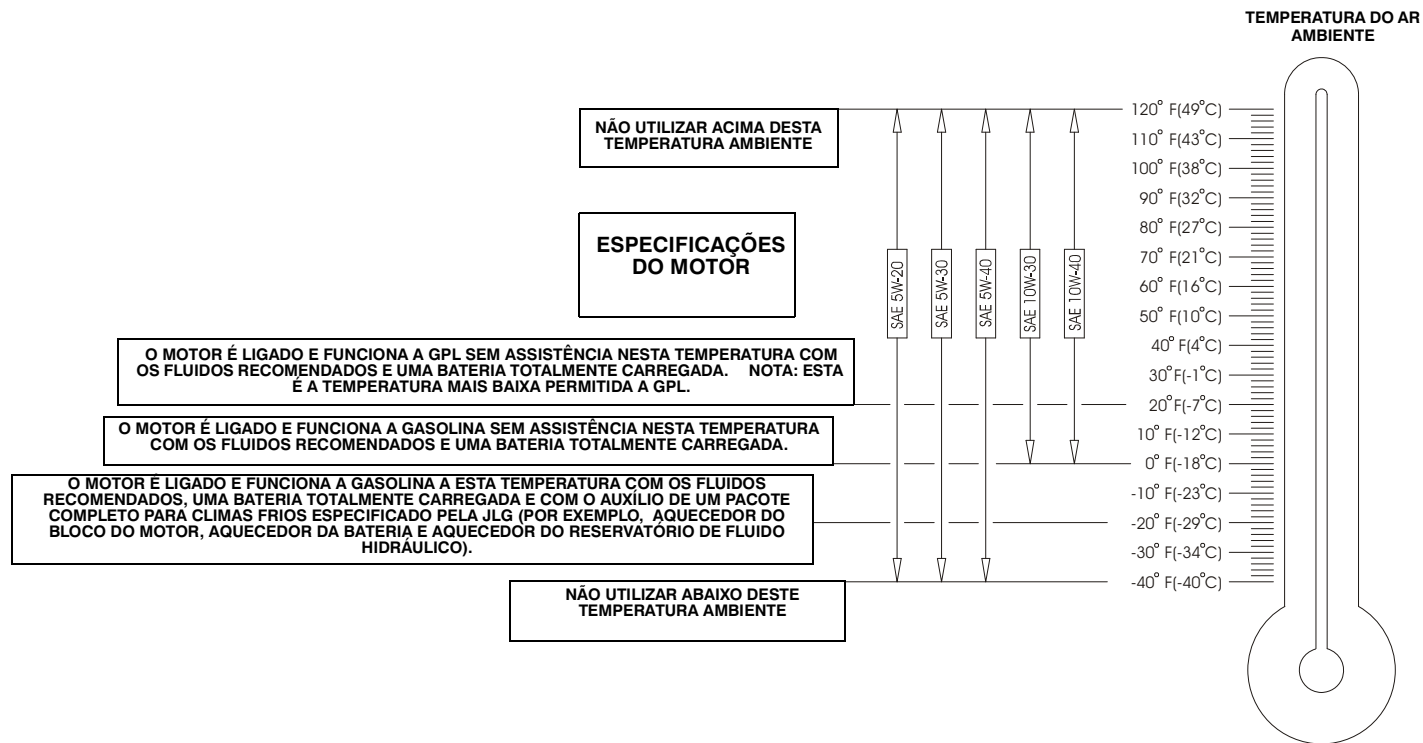 TEMPERATURA DO AR
AMBIENTE
NÃO UTILIZAR ACIMA DESTA
TEMPERATURA AMBIENTE
ESPECIFICAÇÕES
DO MOTOR
O MOTOR É LIGADO E FUNCIONA A GPL SEM ASSISTÊNCIA NESTA TEMPERATURA COM
OS FLUIDOS RECOMENDADOS E UMA BATERIA TOTALMENTE CARREGADA. NOTA: ESTA
É A TEMPERATURA MAIS BAIXA PERMITIDA A GPL.
O MOTOR É LIGADO E FUNCIONA A GASOLINA SEM ASSISTÊNCIA NESTA TEMPERATURA
COM OS FLUIDOS RECOMENDADOS E UMA BATERIA TOTALMENTE CARREGADA.
O MOTOR É LIGADO E FUNCIONA A GASOLINA A ESTA TEMPERATURA COM OS FLUIDOS
RECOMENDADOS, UMA BATERIA TOTALMENTE CARREGADA E COM O AUXÍLIO DE UM PACOTE
COMPLETO PARA CLIMAS FRIOS ESPECIFICADO PELA JLG (POR EXEMPLO, AQUECEDOR DO
BLOCO DO MOTOR, AQUECEDOR DA BATERIA E AQUECEDOR DO RESERVATÓRIO DE FLUIDO
HIDRÁULICO).
NÃO UTILIZAR ABAIXO DESTE
TEMPERATURA AMBIENTE
SAE 5W-20
SAE 5W-30
SAE 5W-40
SAE 10W-30
SAE 10W-40
120° F(49°C)
110° F(43°C)
100° F(38°C)
90° F(32°C)
80° F(27°C)
70° F(21°C)
60° F(16°C)
50° F(10°C)
40° F(4°C)
30°F(-1°C)
20°F(-7°C)
10° F(-12°C)
0° F(-18°C)
-10° F(-23°C)
-20° F(-29°C)
-30° F(-34°C)
-40° F(-40°C)